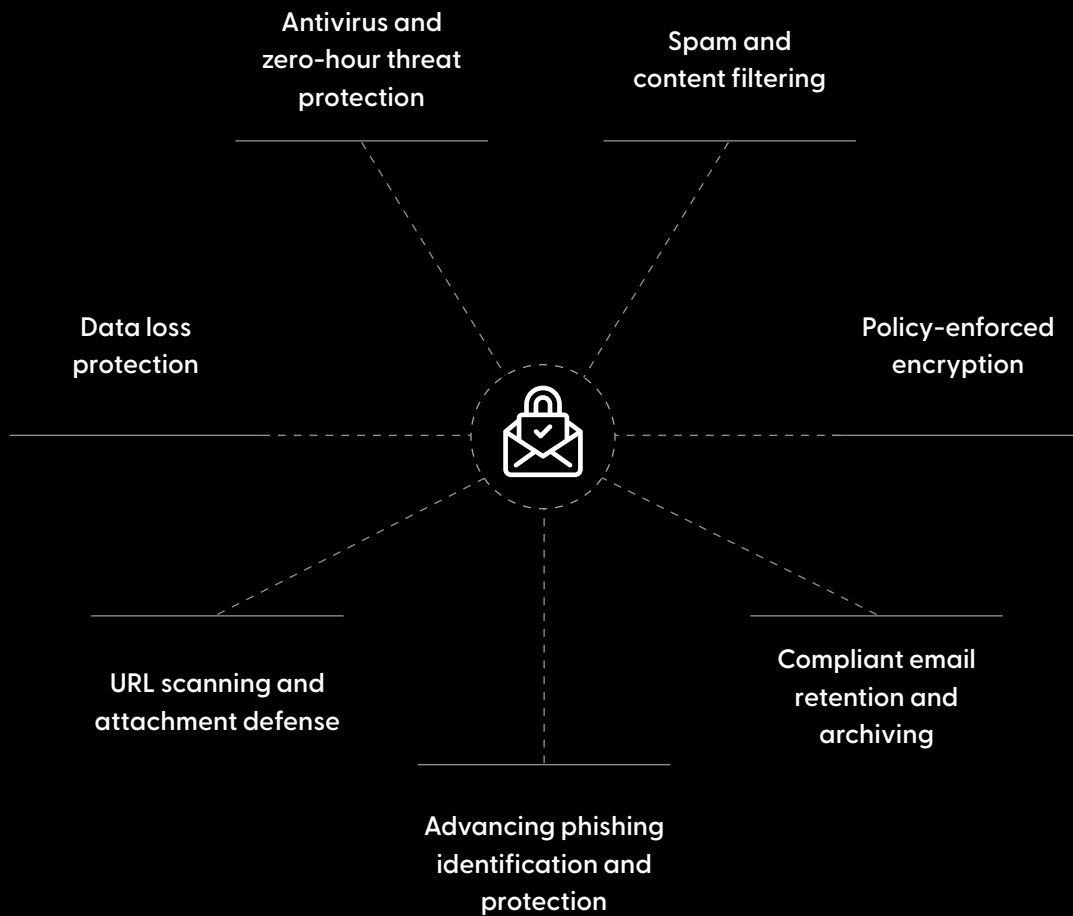 Antivirus and
zero-hour threat
protection
Spam and
content filtering
Data loss
protection
Policy-enforced
encryption
URL scanning and
attachment defense
Compliant email
retention and
archiving
Advancing phishing
identification and
protection